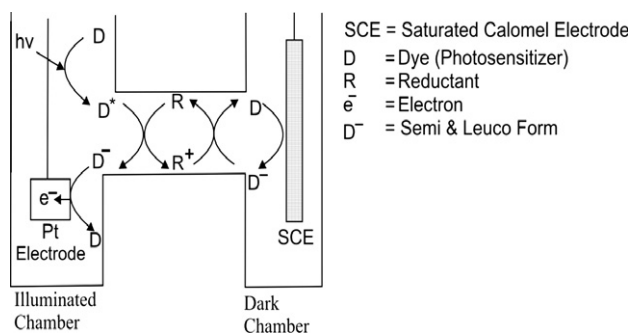 hν
D
D*
R
D
D⁻
R⁺
D⁻
e⁻
D
Pt
Electrode
SCE
Illuminated
Chamber
Dark
Chamber
SCE = Saturated Calomel Electrode
D = Dye (Photosensitizer)
R = Reductant
e⁻ = Electron
D⁻ = Semi & Leuco Form